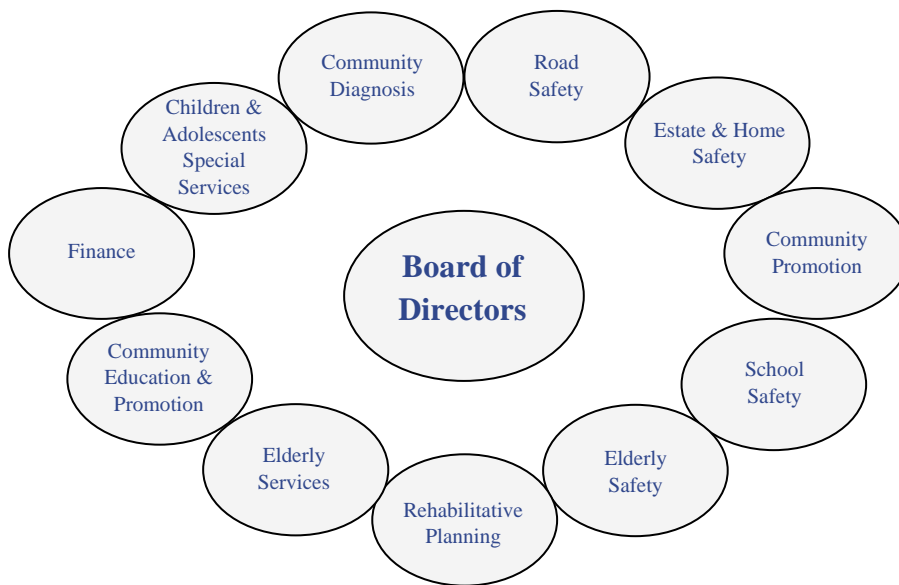 Community
Diagnosis
Road
Safety
Children &
Adolescents
Special
Services
Estate & Home
Safety
Finance
Board of
Directors
Community
Promotion
Community
Education &
Promotion
School
Safety
Elderly
Services
Elderly
Safety
Rehabilitative
Planning